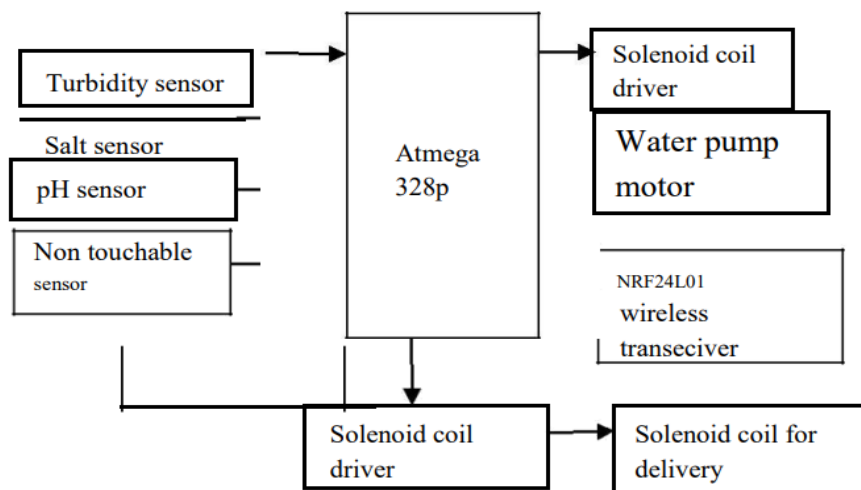 Turbidity sensor
Salt sensor
pH sensor
Non touchable
sensor
Atmega
328p
Solenoid coil
driver
Water pump
motor
NRF24L01
wireless
transeciver
Solenoid coil
driver
Solenoid coil for
delivery